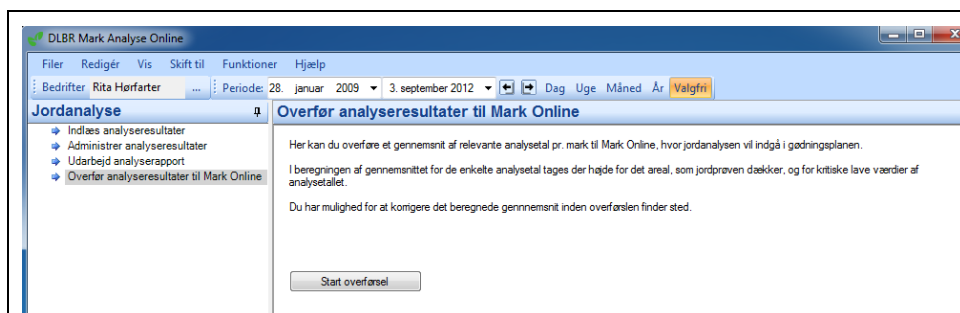 DLBR Mark Analyse Online
Filer Redigér Vis Skift til Funktioner Hjælp
Bedrifter Rita Hørfarter ... Periode: 28. januar 2009 3. september 2012 Dag Uge Måned År Valgfri
Jordanalyse
Overfør analyseresultater til Mark Online
Indlæs analyseresultater
Administrer analyseresultater
Udarbejd analyserapport
Overfør analyseresultater til Mark Online
Her kan du overføre et gennemsnit af relevante analysetal pr. mark til Mark Online, hvor jordanalysen vil indgå i gødningsplanen.
I beregningen af gennemsnittet for de enkelte analysetal tages der højde for det areal, som jordprøven dækker, og for kritiske lave værdier af
analysetallet.
Du har mulighed for at korrigere det beregnede gennnemsnit inden overførslen finder sted.
Start overførsel